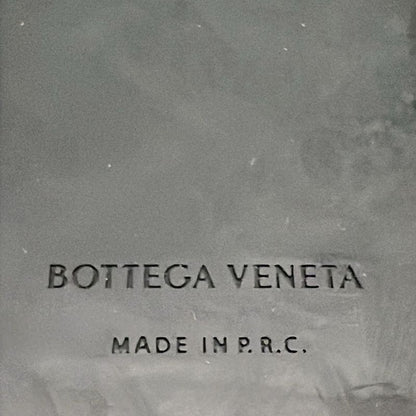 BOTTEGA VENETA
MADE IN P.R.C.